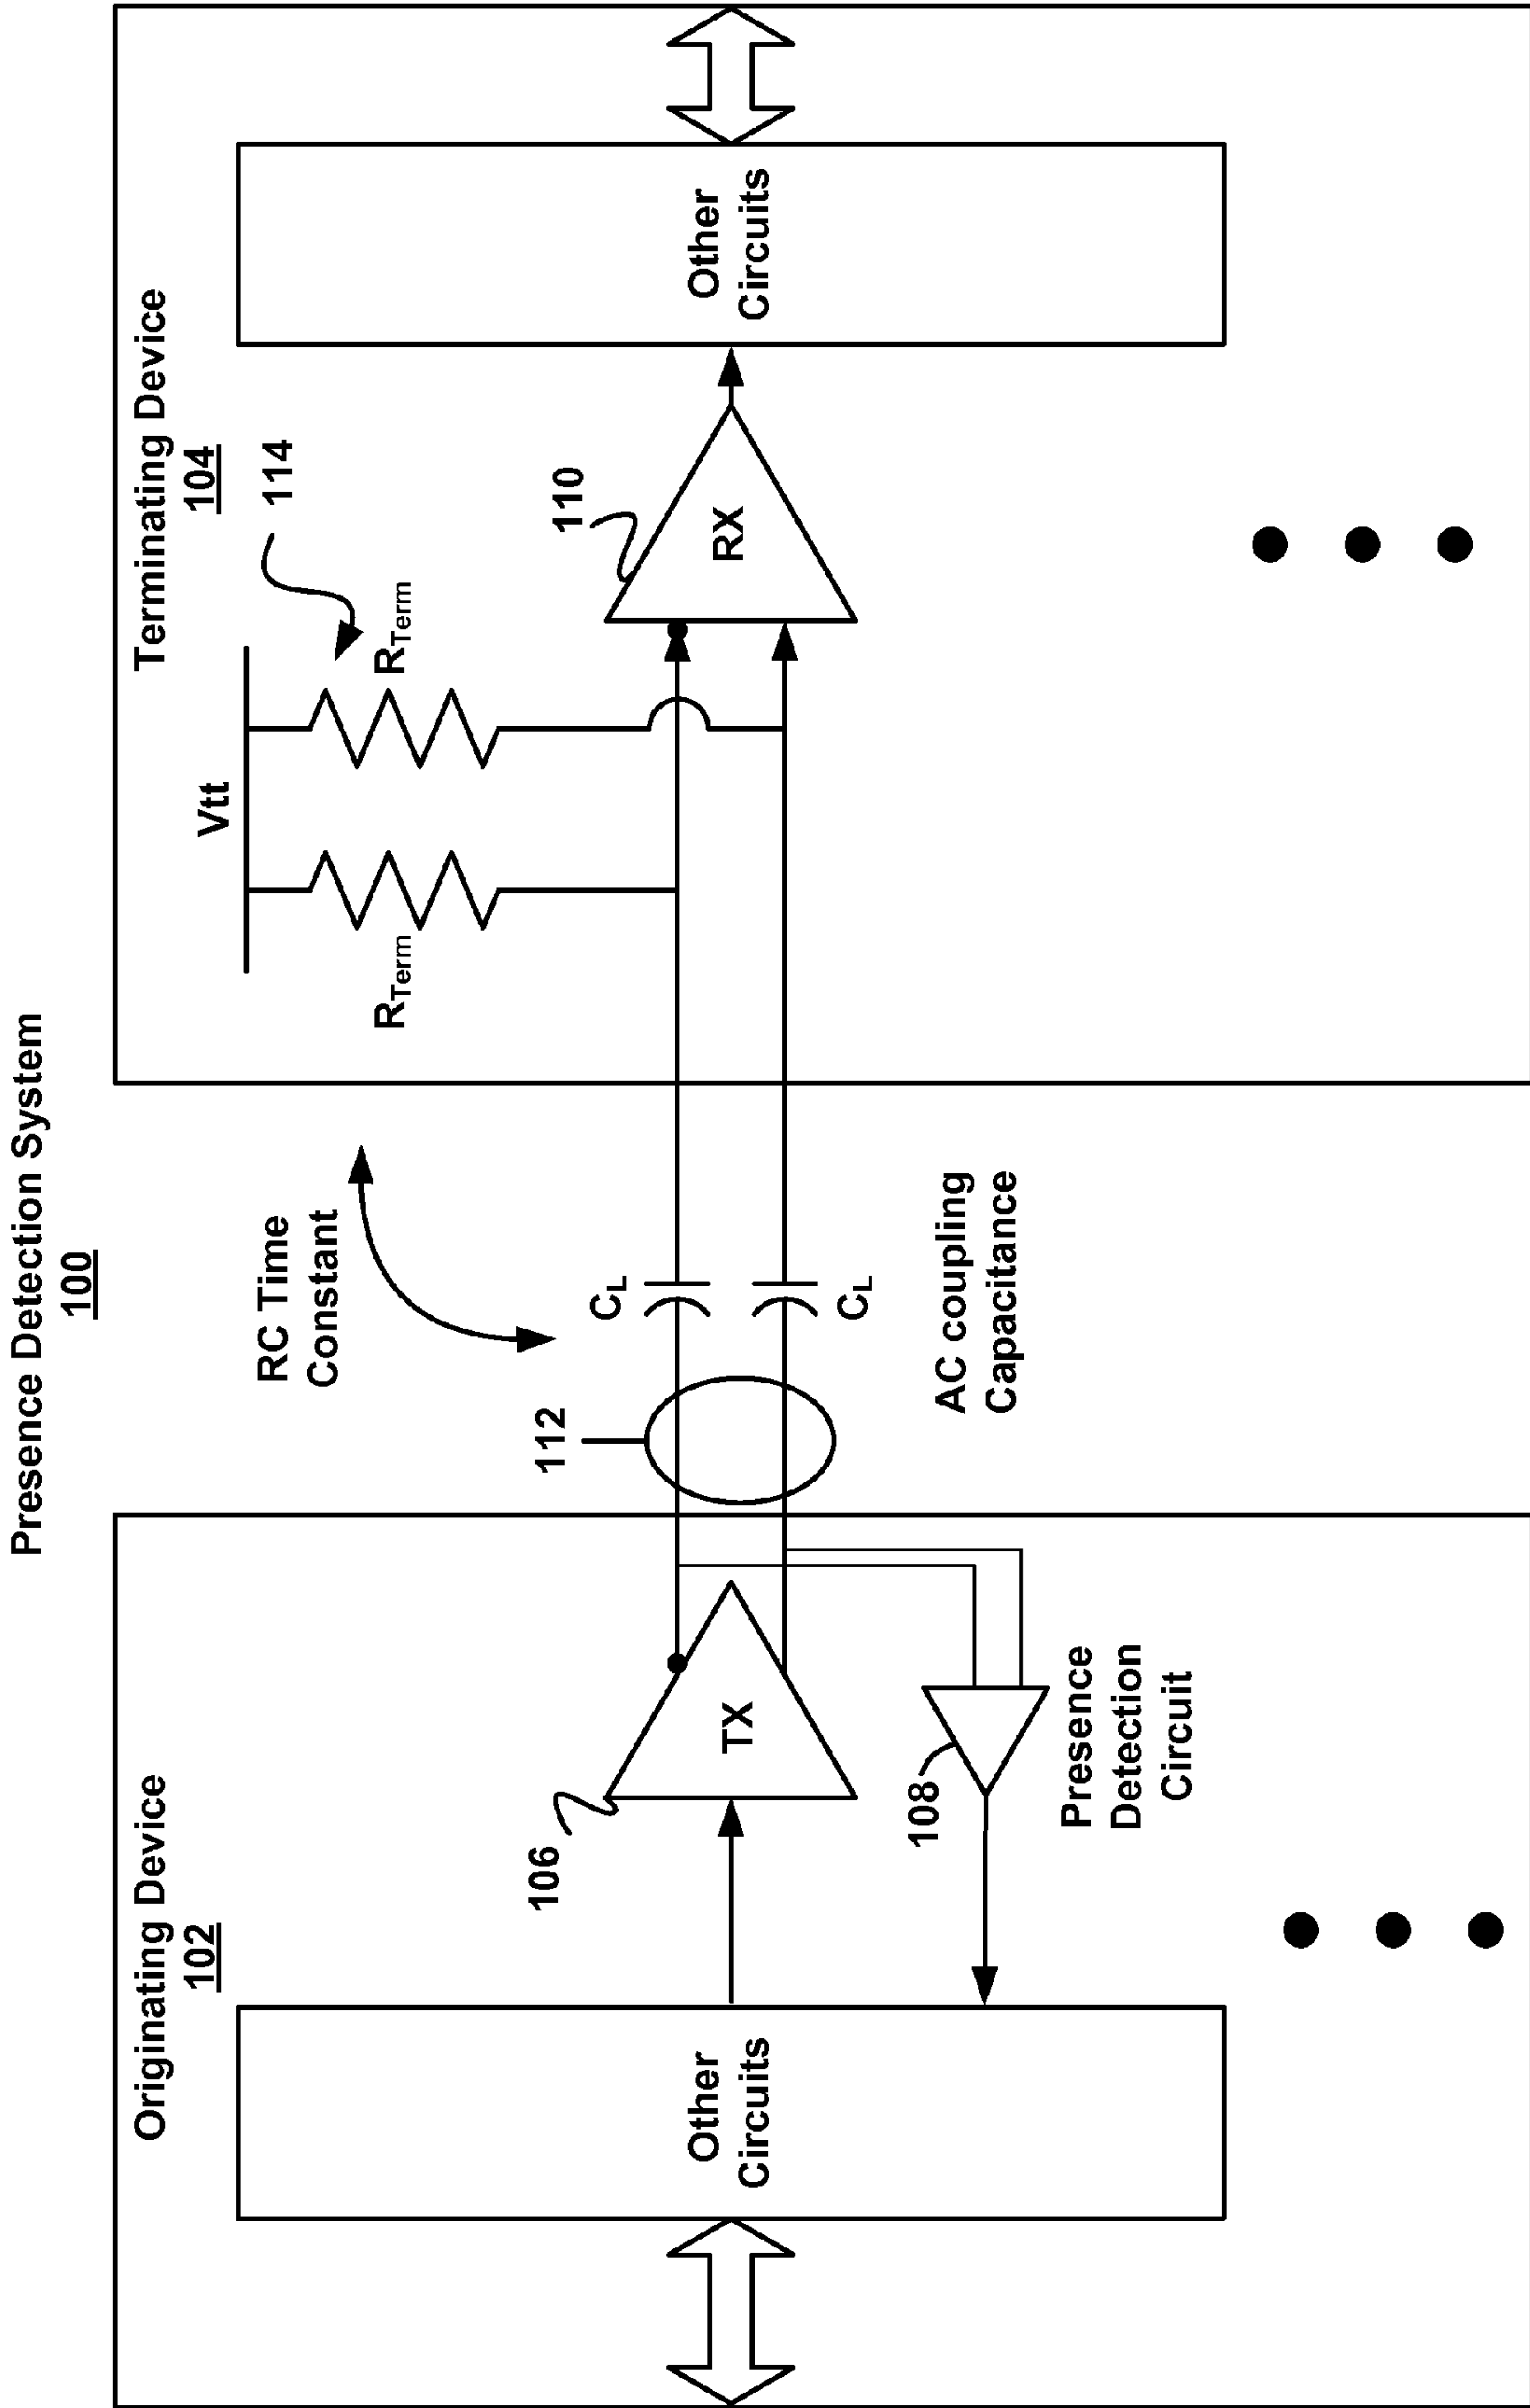 Presence Detection System
100
Originating Device
102
Other
Circuits
106
TX
108
Presence
Detection
Circuit
112
RC Time
Constant
CL
CL
AC coupling
Capacitance
Terminating Device
104
114
Vtt
RTerm
RTerm
110
RX
Other
Circuits